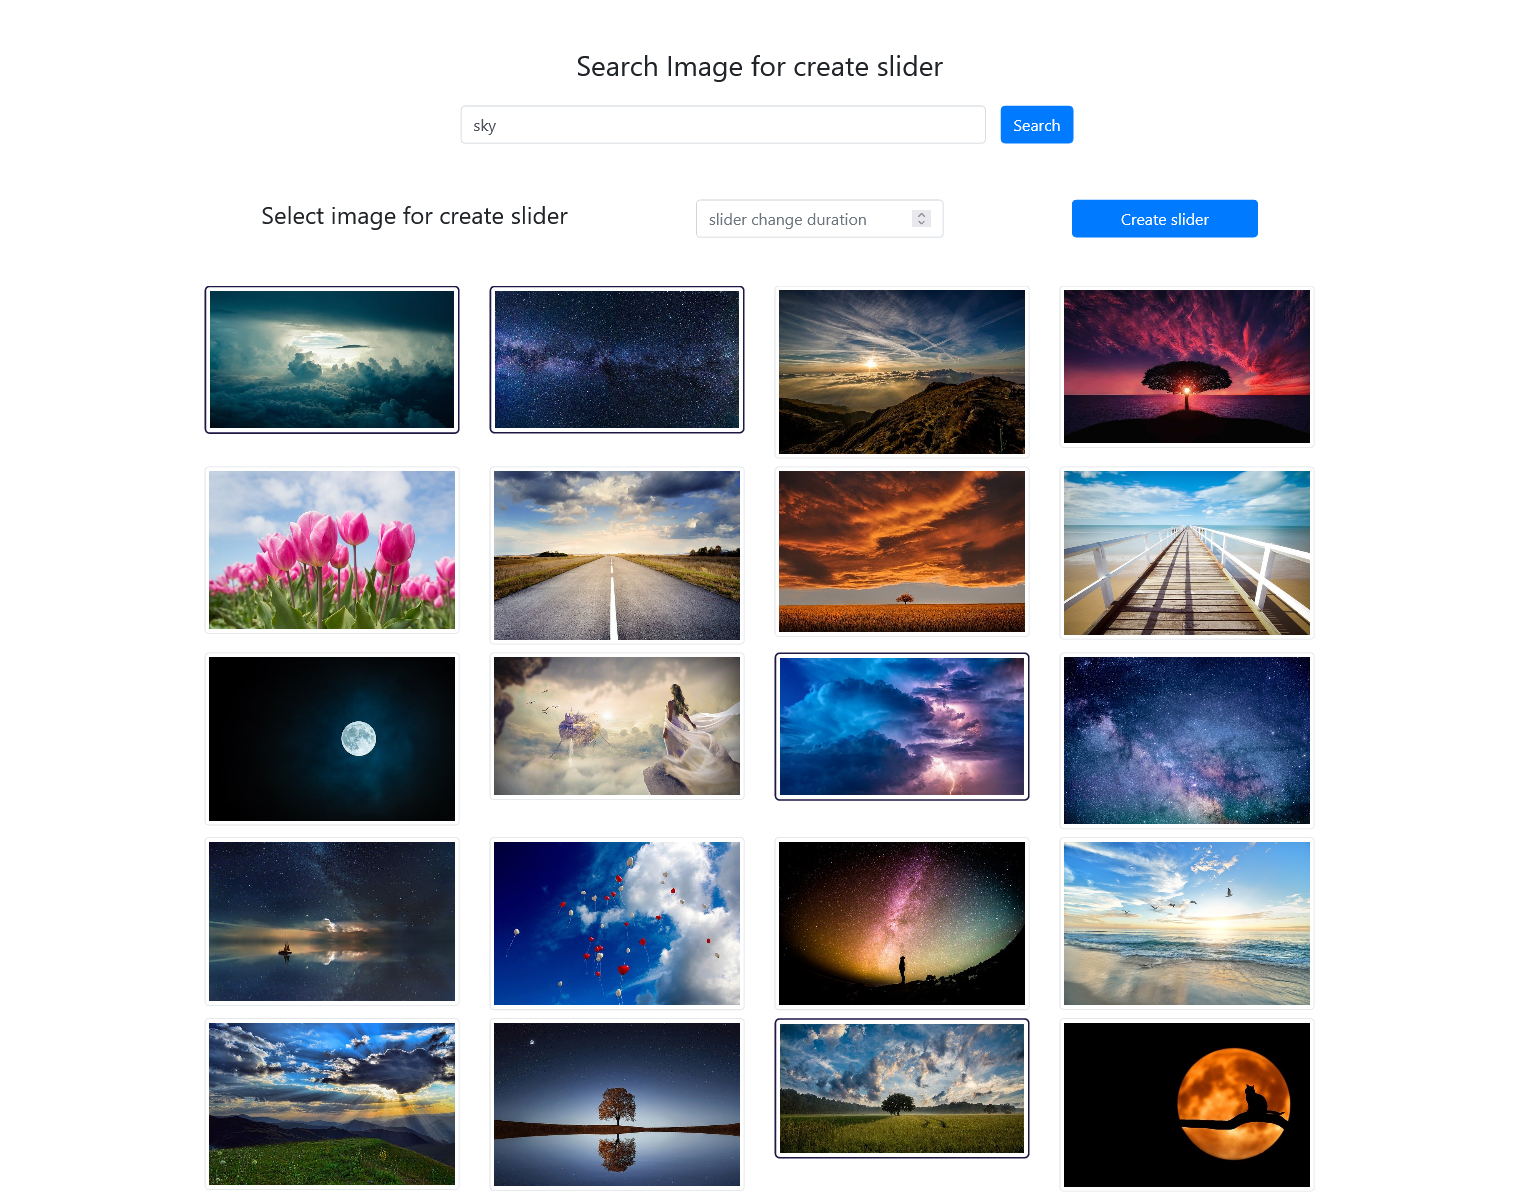 Search Image for create slider
sky
Search
Select image for create slider
slider change duration
Create slider